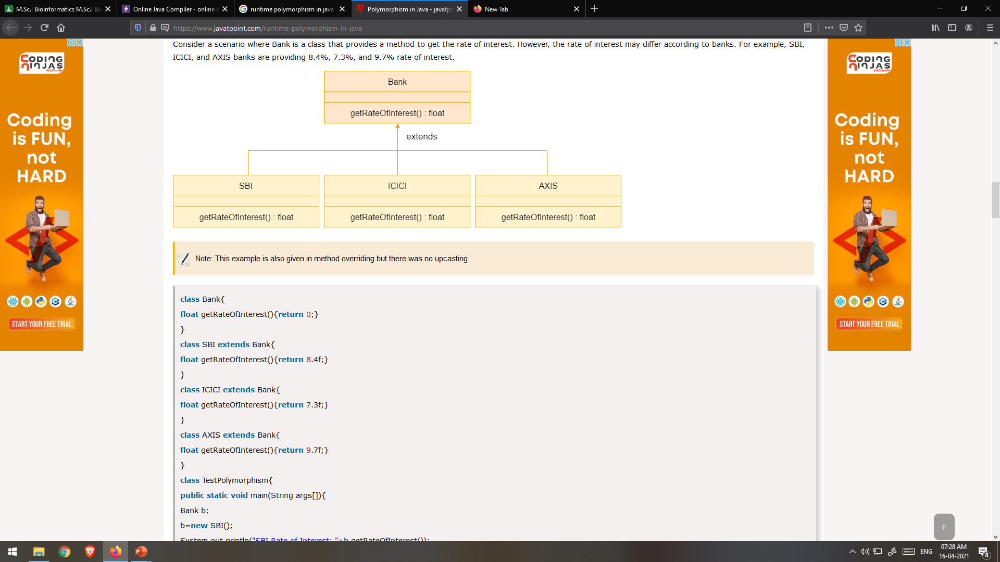 M.Sc.I Bioinformatics M.Sc.I Bio
Online Java Compiler - online e
runtime polymorphism in java
Polymorphism in Java - javatpo
New Tab
https://www.javatpoint.com/runtime-polymorphism-in-java
Consider a scenario where Bank is a class that provides a method to get the rate of interest. However, the rate of interest may differ according to banks. For example, SBI,
ICICI, and AXIS banks are providing 8.4%, 7.3%, and 9.7% rate of interest.
Bank
getRateOfInterest() : float
extends
SBI
ICICI
AXIS
getRateOfInterest() : float
getRateOfInterest() : float
getRateOfInterest() : float
Note: This example is also given in method overriding but there was no upcasting.
class Bank{
float getRateOfInterest(){return 0;}
}
class SBI extends Bank{
float getRateOfInterest(){return 8.4f;}
}
class ICICI extends Bank{
float getRateOfInterest(){return 7.3f;}
}
class AXIS extends Bank{
float getRateOfInterest(){return 9.7f;}
}
class TestPolymorphism{
public static void main(String args[]){
Bank b;
b=new SBI();
System.out.println("SBI Rate of Interest: "+b.getRateOfInterest());
CODING
NINJAS
#skillforlife
Coding
is FUN,
not
HARD
START YOUR FREE TRIAL
CODING
NINJAS
#skillforlife
Coding
is FUN,
not
HARD
START YOUR FREE TRIAL
ENG
07:28 AM
16-04-2021
4